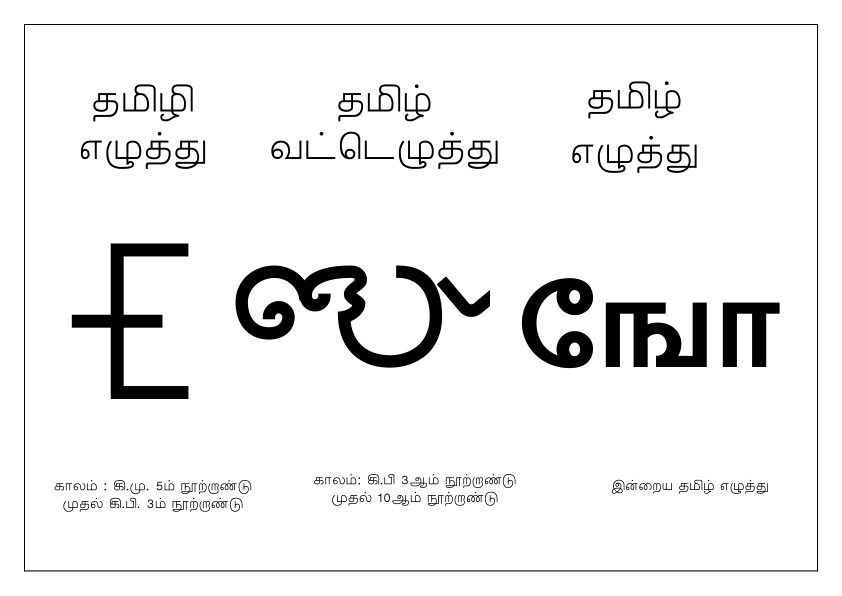 தமிழி
எழுத்து
தமிழ்
வட்டெழுத்து
தமிழ்
எழுத்து
ஙோ
காலம் : கி.மு. 5ம் நூற்றாண்டு
முதல் கி.பி. 3ம் நூற்றாண்டு
காலம்: கி.பி 3ஆம் நூற்றாண்டு
முதல் 10ஆம் நூற்றாண்டு
இன்றைய தமிழ் எழுத்து